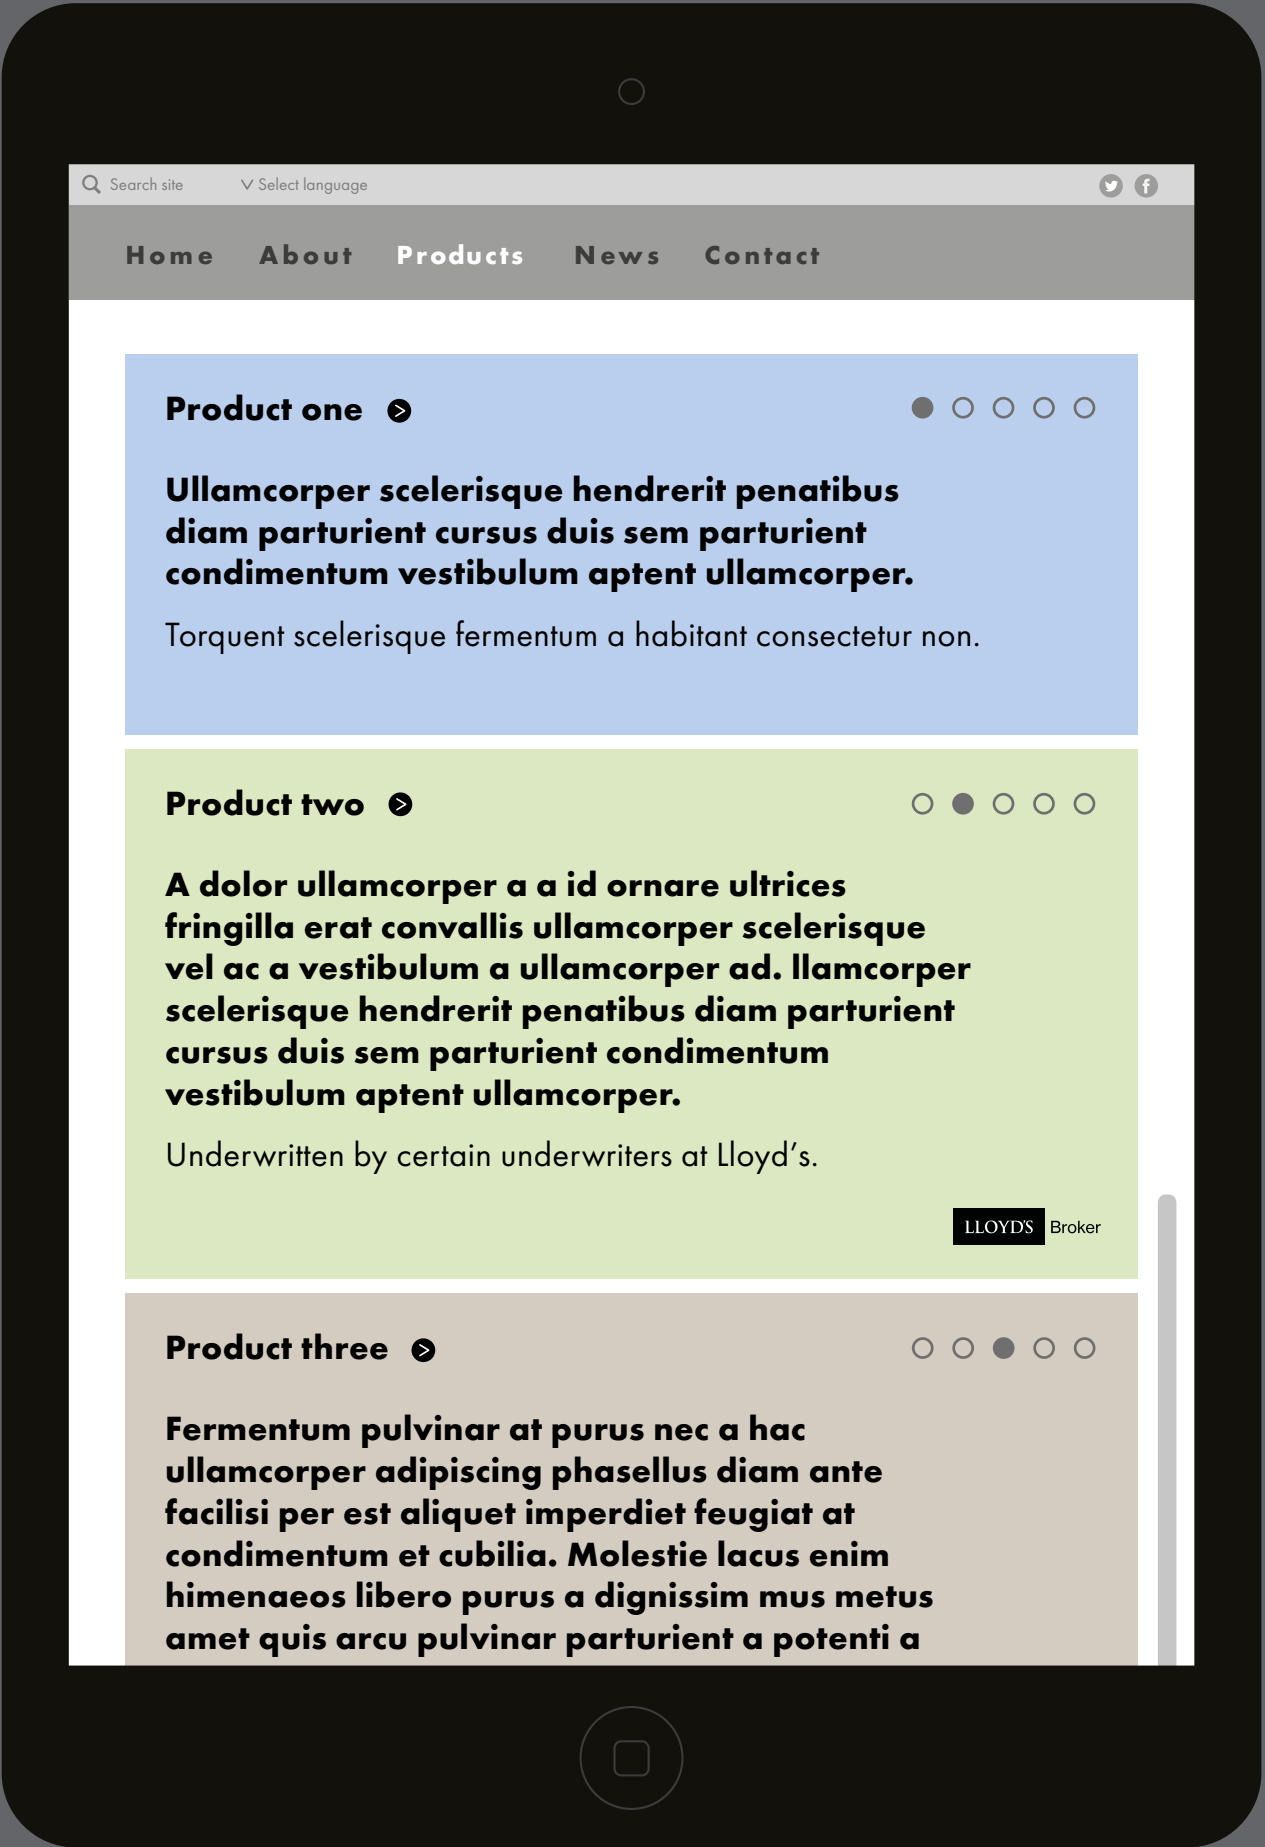 Search site
Select language
Home About Products News Contact
Product one
Ullamcorper scelerisque hendrerit penatibus
diam parturient cursus duis sem parturient
condimentum vestibulum aptent ullamcorper.
Torquent scelerisque fermentum a habitant consectetur non.
Product two
A dolor ullamcorper a a id ornare ultrices
fringilla erat convallis ullamcorper scelerisque
vel ac a vestibulum a ullamcorper ad. llamcorper
scelerisque hendrerit penatibus diam parturient
cursus duis sem parturient condimentum
vestibulum aptent ullamcorper.
Underwritten by certain underwriters at Lloyd’s.
LLOYD'S Broker
Product three
Fermentum pulvinar at purus nec a hac
ullamcorper adipiscing phasellus diam ante
facilisi per est aliquet imperdiet feugiat at
condimentum et cubilia. Molestie lacus enim
himenaeos libero purus a dignissim mus metus
amet quis arcu pulvinar parturient a potenti a